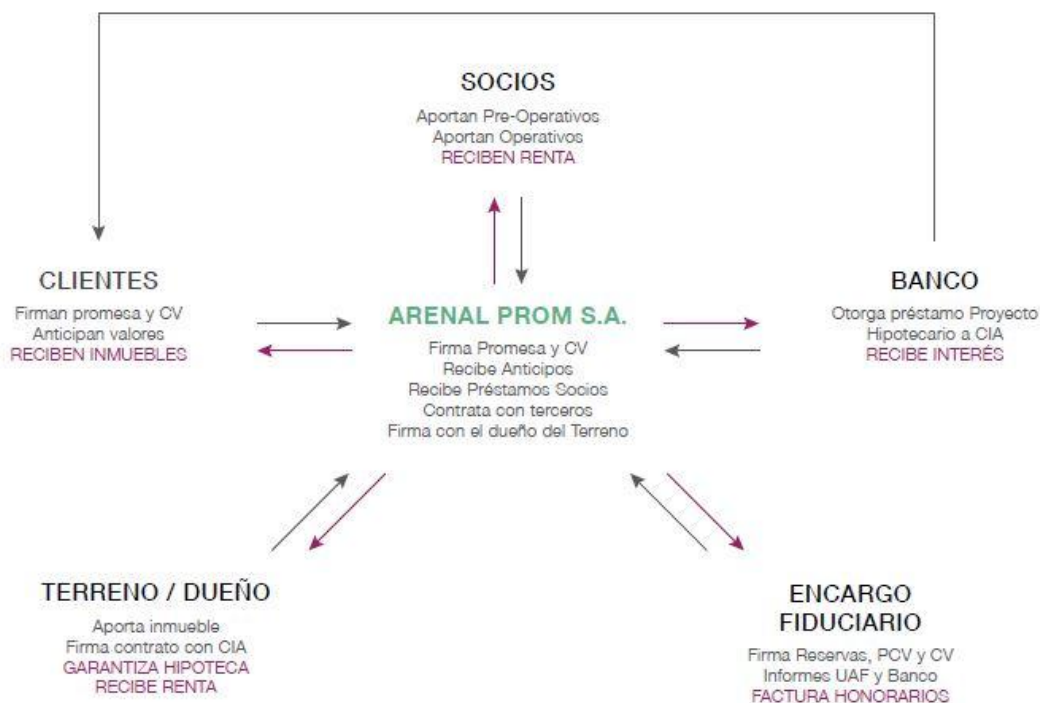 SOCIOS
Aportan Pre-Operativos
Aportan Operativos
RECIBEN RENTA
CLIENTES
Firman promesa y CV
Anticipan valores
RECIBEN INMUEBLES
ARENAL PROM S.A.
Firma Promesa y CV
Recibe Anticipos
Recibe Préstamos Socios
Contrata con terceros
Firma con el dueño del Terreno
BANCO
Otorga préstamo Proyecto
Hipotecario a CIA
RECIBE INTERÉS
TERRENO / DUEÑO
Aporta inmueble
Firma contrato con CIA
GARANTIZA HIPOTECA
RECIBE RENTA
ENCARGO
FIDUCIARIO
Firma Reservas, PCV y CV
Informes UAF y Banco
FACTURA HONORARIOS